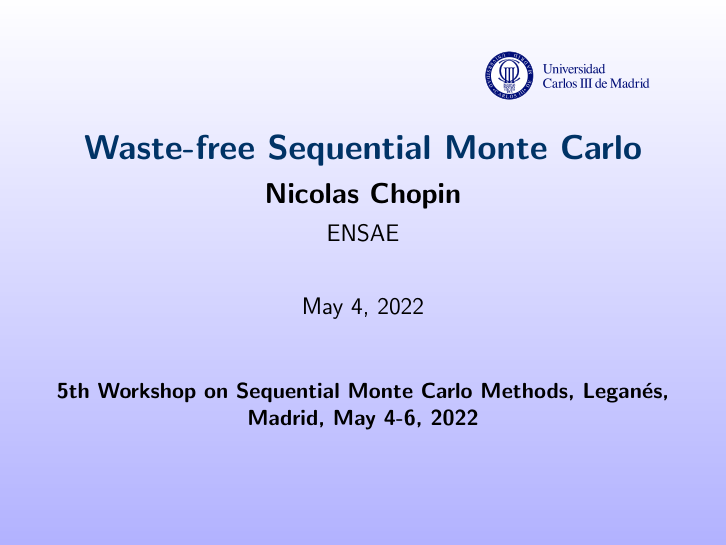 Universidad
Carlos III de Madrid
Waste-free Sequential Monte Carlo
Nicolas Chopin
ENSAE
May 4, 2022
5th Workshop on Sequential Monte Carlo Methods, Leganés,
Madrid, May 4-6, 2022